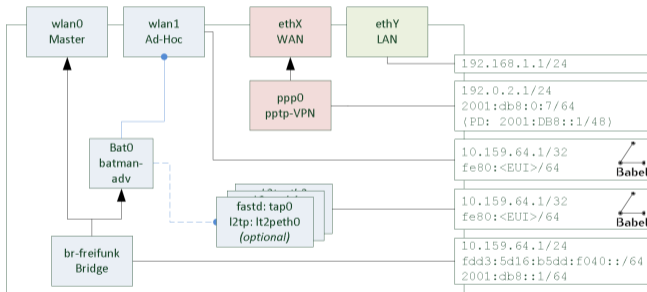 wlan0
Master
wlan1
Ad-Hoc
ethX
WAN
ethY
LAN
192.168.1.1/24
ppp0
pptp-VPN
192.0.2.1/24
2001:db8:0:7/64
(PD: 2001:DB8::1/48)
Bat0
batman-
adv
10.159.64.1/32
fe80:<EUI>/64
Babel
fastd: tap0
l2tp: lt2peth0
(optional)
10.159.64.1/32
fe80:<EUI>/64
Babel
br-freifunk
Bridge
10.159.64.1/24
fdd3:5d16:b5dd:f040::/64
2001:db8::1/64